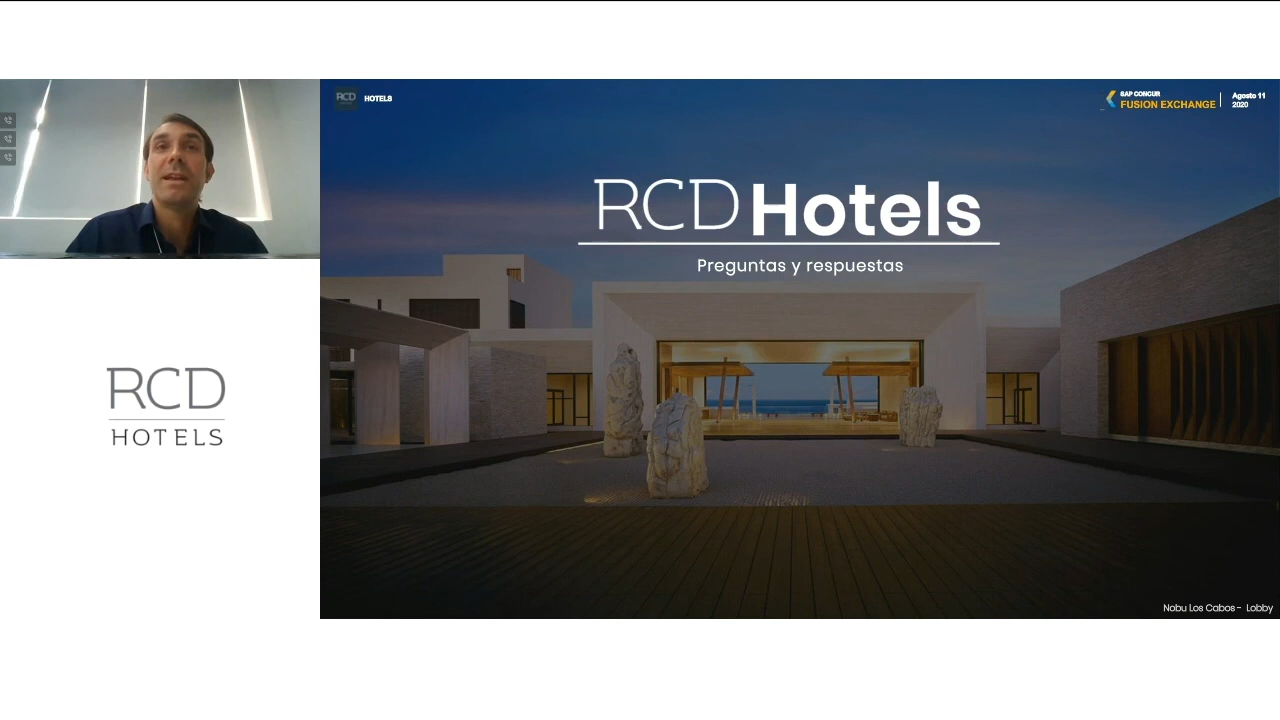 RCD
HOTELS
SAP CONCUR
FUSION EXCHANGE
Agosto 11
2020
RCD Hotels
Preguntas y respuestas
RCD
HOTELS
Nobu Los Cabos - Lobby